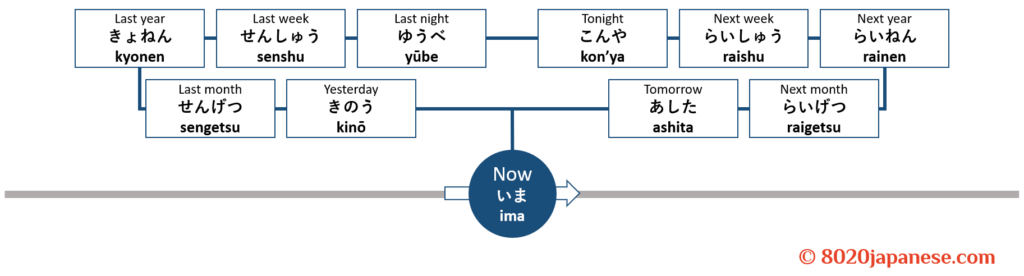 Last year
きょねん
kyonen
Last week
せんしゅう
senshu
Last night
ゆうべ
yūbe
Tonight
こんや
kon’ya
Next week
らいしゅう
raishu
Next year
らいねん
rainen
Last month
せんげつ
sengetsu
Yesterday
きのう
kinō
Tomorrow
あした
ashita
Next month
らいげつ
raigetsu
Now
いま
ima
© 8020japanese.com